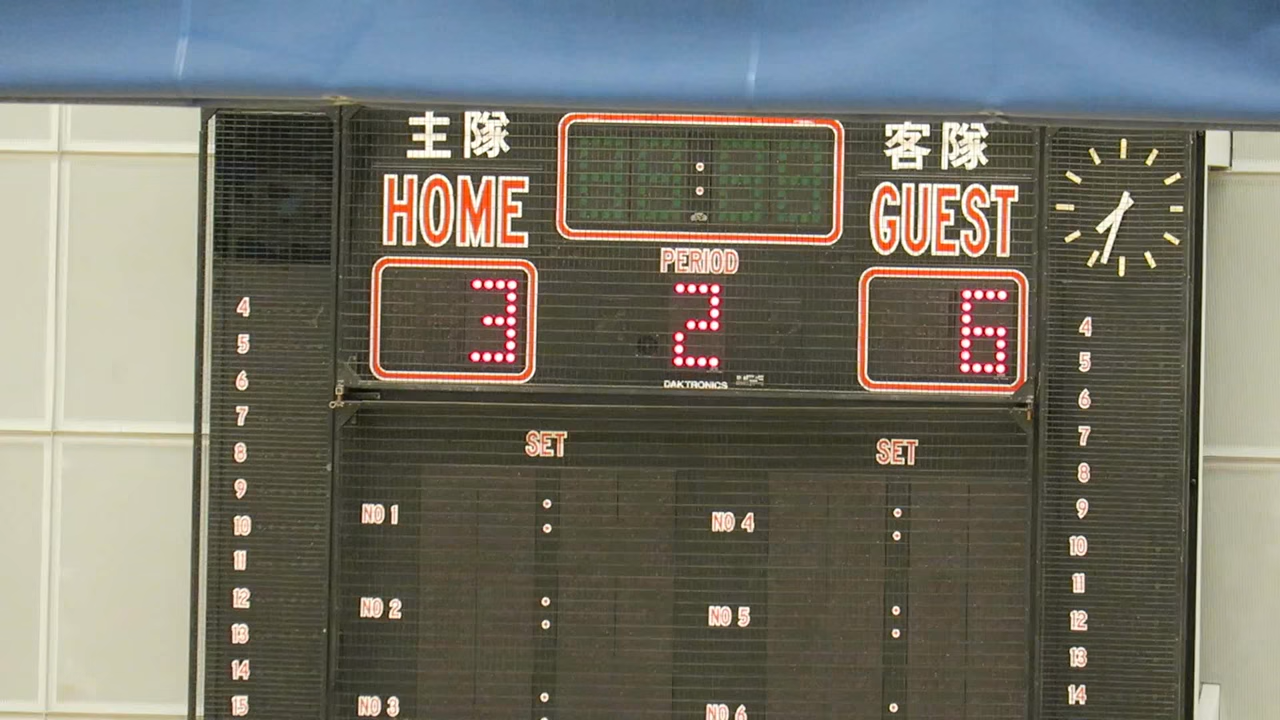 主隊
客隊
HOME
GUEST
PERIOD
3
2
6
DAKTRONICS
SET
SET
4
5
6
7
8
9
10
11
12
13
14
15
NO 1
NO 2
NO 3
NO 4
NO 5
NO 6
4
5
6
7
8
9
10
11
12
13
14